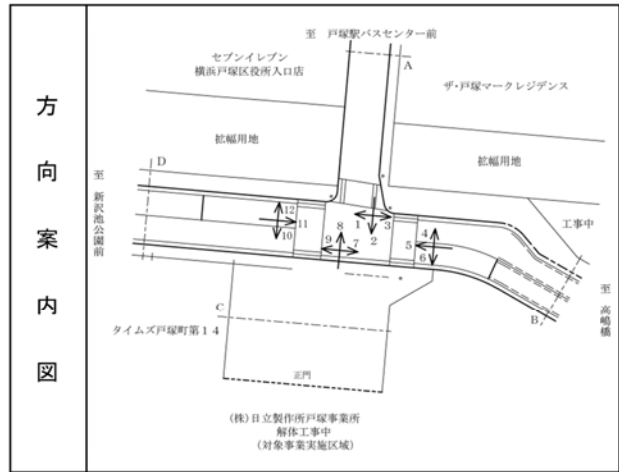 方向案内図
至 戸塚駅バスセンター前
A
セブンイレブン
横浜戸塚区役所入口店
ザ・戸塚マークレジデンス
拡幅用地
拡幅用地
D
至 新沢池公園前
工事中
12
11
10
8
9
7
1
2
3
4
5
6
至 高嶋橋
B
C
タイムズ戸塚町第14
正門
(株)日立製作所戸塚事業所
解体工事中
(対象事業実施区域)